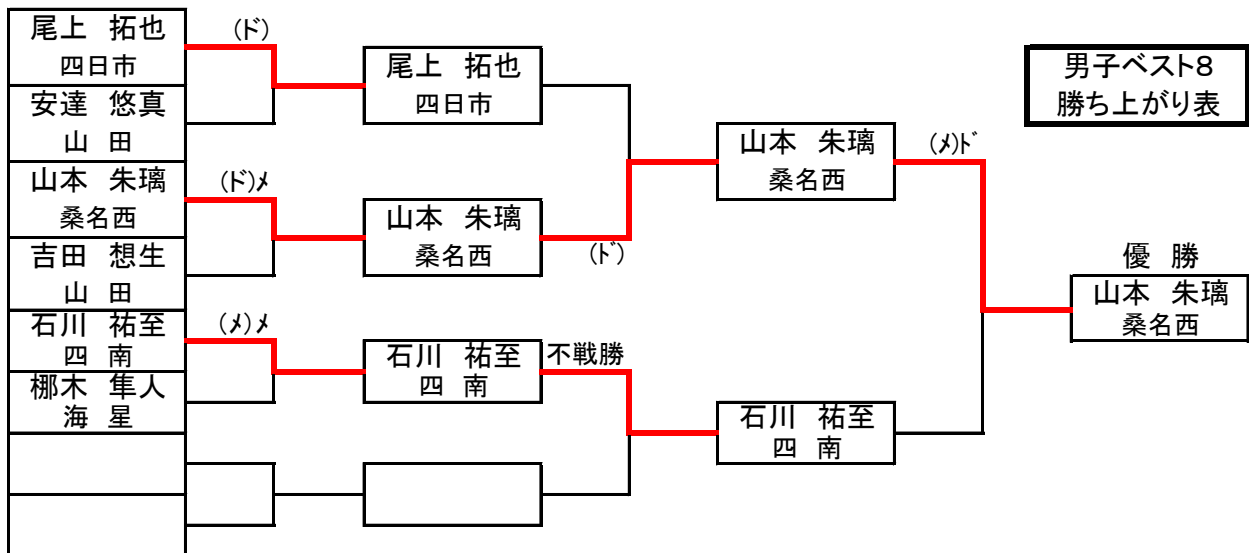 尾上　拓也
四日市
安達　悠真
山　田
山本　朱璃
桑名西
吉田　想生
山　田
石川　祐至
四　南
梛木　隼人
海　星
(ド)
(ド)メ
(メ)メ
尾上　拓也
四日市
山本　朱璃
桑名西
石川　祐至
四　南
(ド)
不戦勝
山本　朱璃
桑名西
石川　祐至
四　南
(メ)ド
男子ベスト8
勝ち上がり表
優　勝
山本　朱璃
桑名西